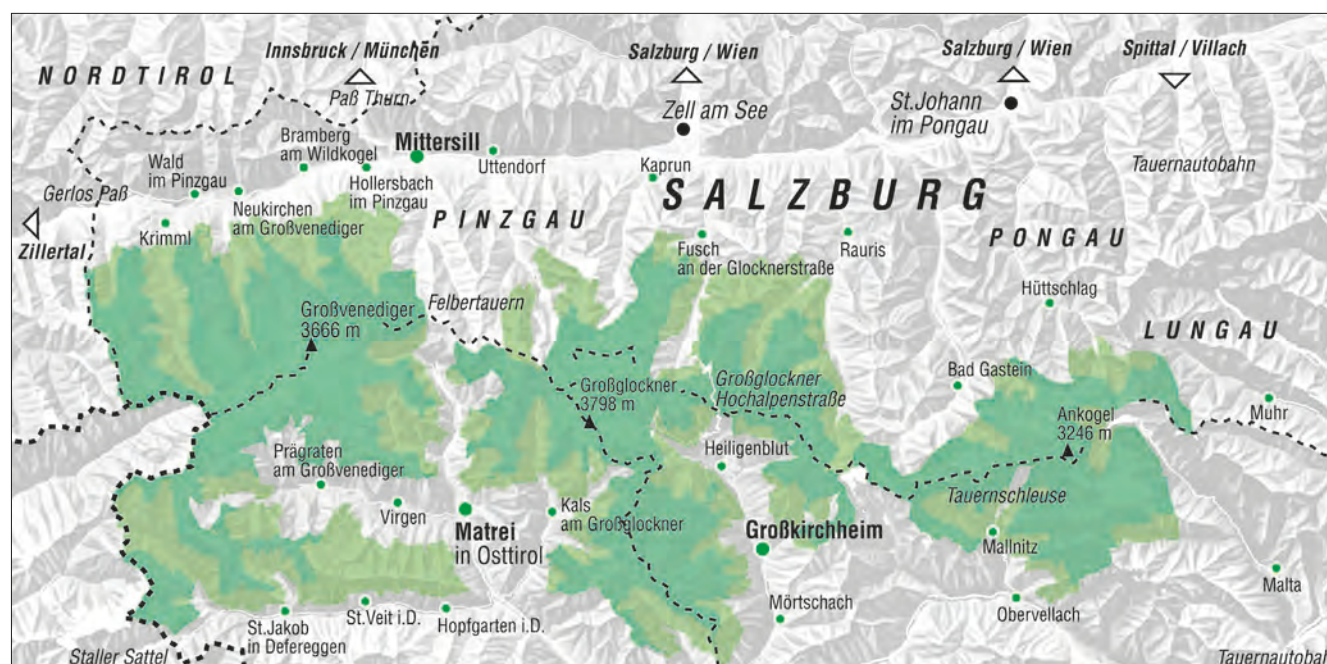 Innsbruck / München
Salzburg / Wien
Salzburg / Wien
Spittal / Villach
NORDTIROL
Paß Thurn
Zell am See
St.Johann
im Pongau
Bramberg
am Wildkogel
Mittersill
Uttendorf
Kaprun
Tauernautobahn
Wald
im Pinzgau
Hollersbach
im Pinzgau
SALZBURG
Gerlos Paß
Neukirchen
am Großvenediger
PINZGAU
Krimml
Zillertal
Fusch
an der Glocknerstraße
Rauris
PONGAU
Hüttschlag
Großvenediger
3666 m
Felbertauern
LUNGAU
Großglockner
3798 m
Großglockner
Hochalpenstraße
Bad Gastein
Ankogel
3246 m
Muhr
Prägraten
am Großvenediger
Heiligenblut
Tauernschleuse
Virgen
Matrei
in Osttirol
Kals
am Großglockner
Großkirchheim
Mallnitz
Malta
St.Jakob
in Defereggen
St.Veit i.D.
Hopfgarten i.D.
Mörtschach
Obervellach
Staller Sattel
Tauernautobahn